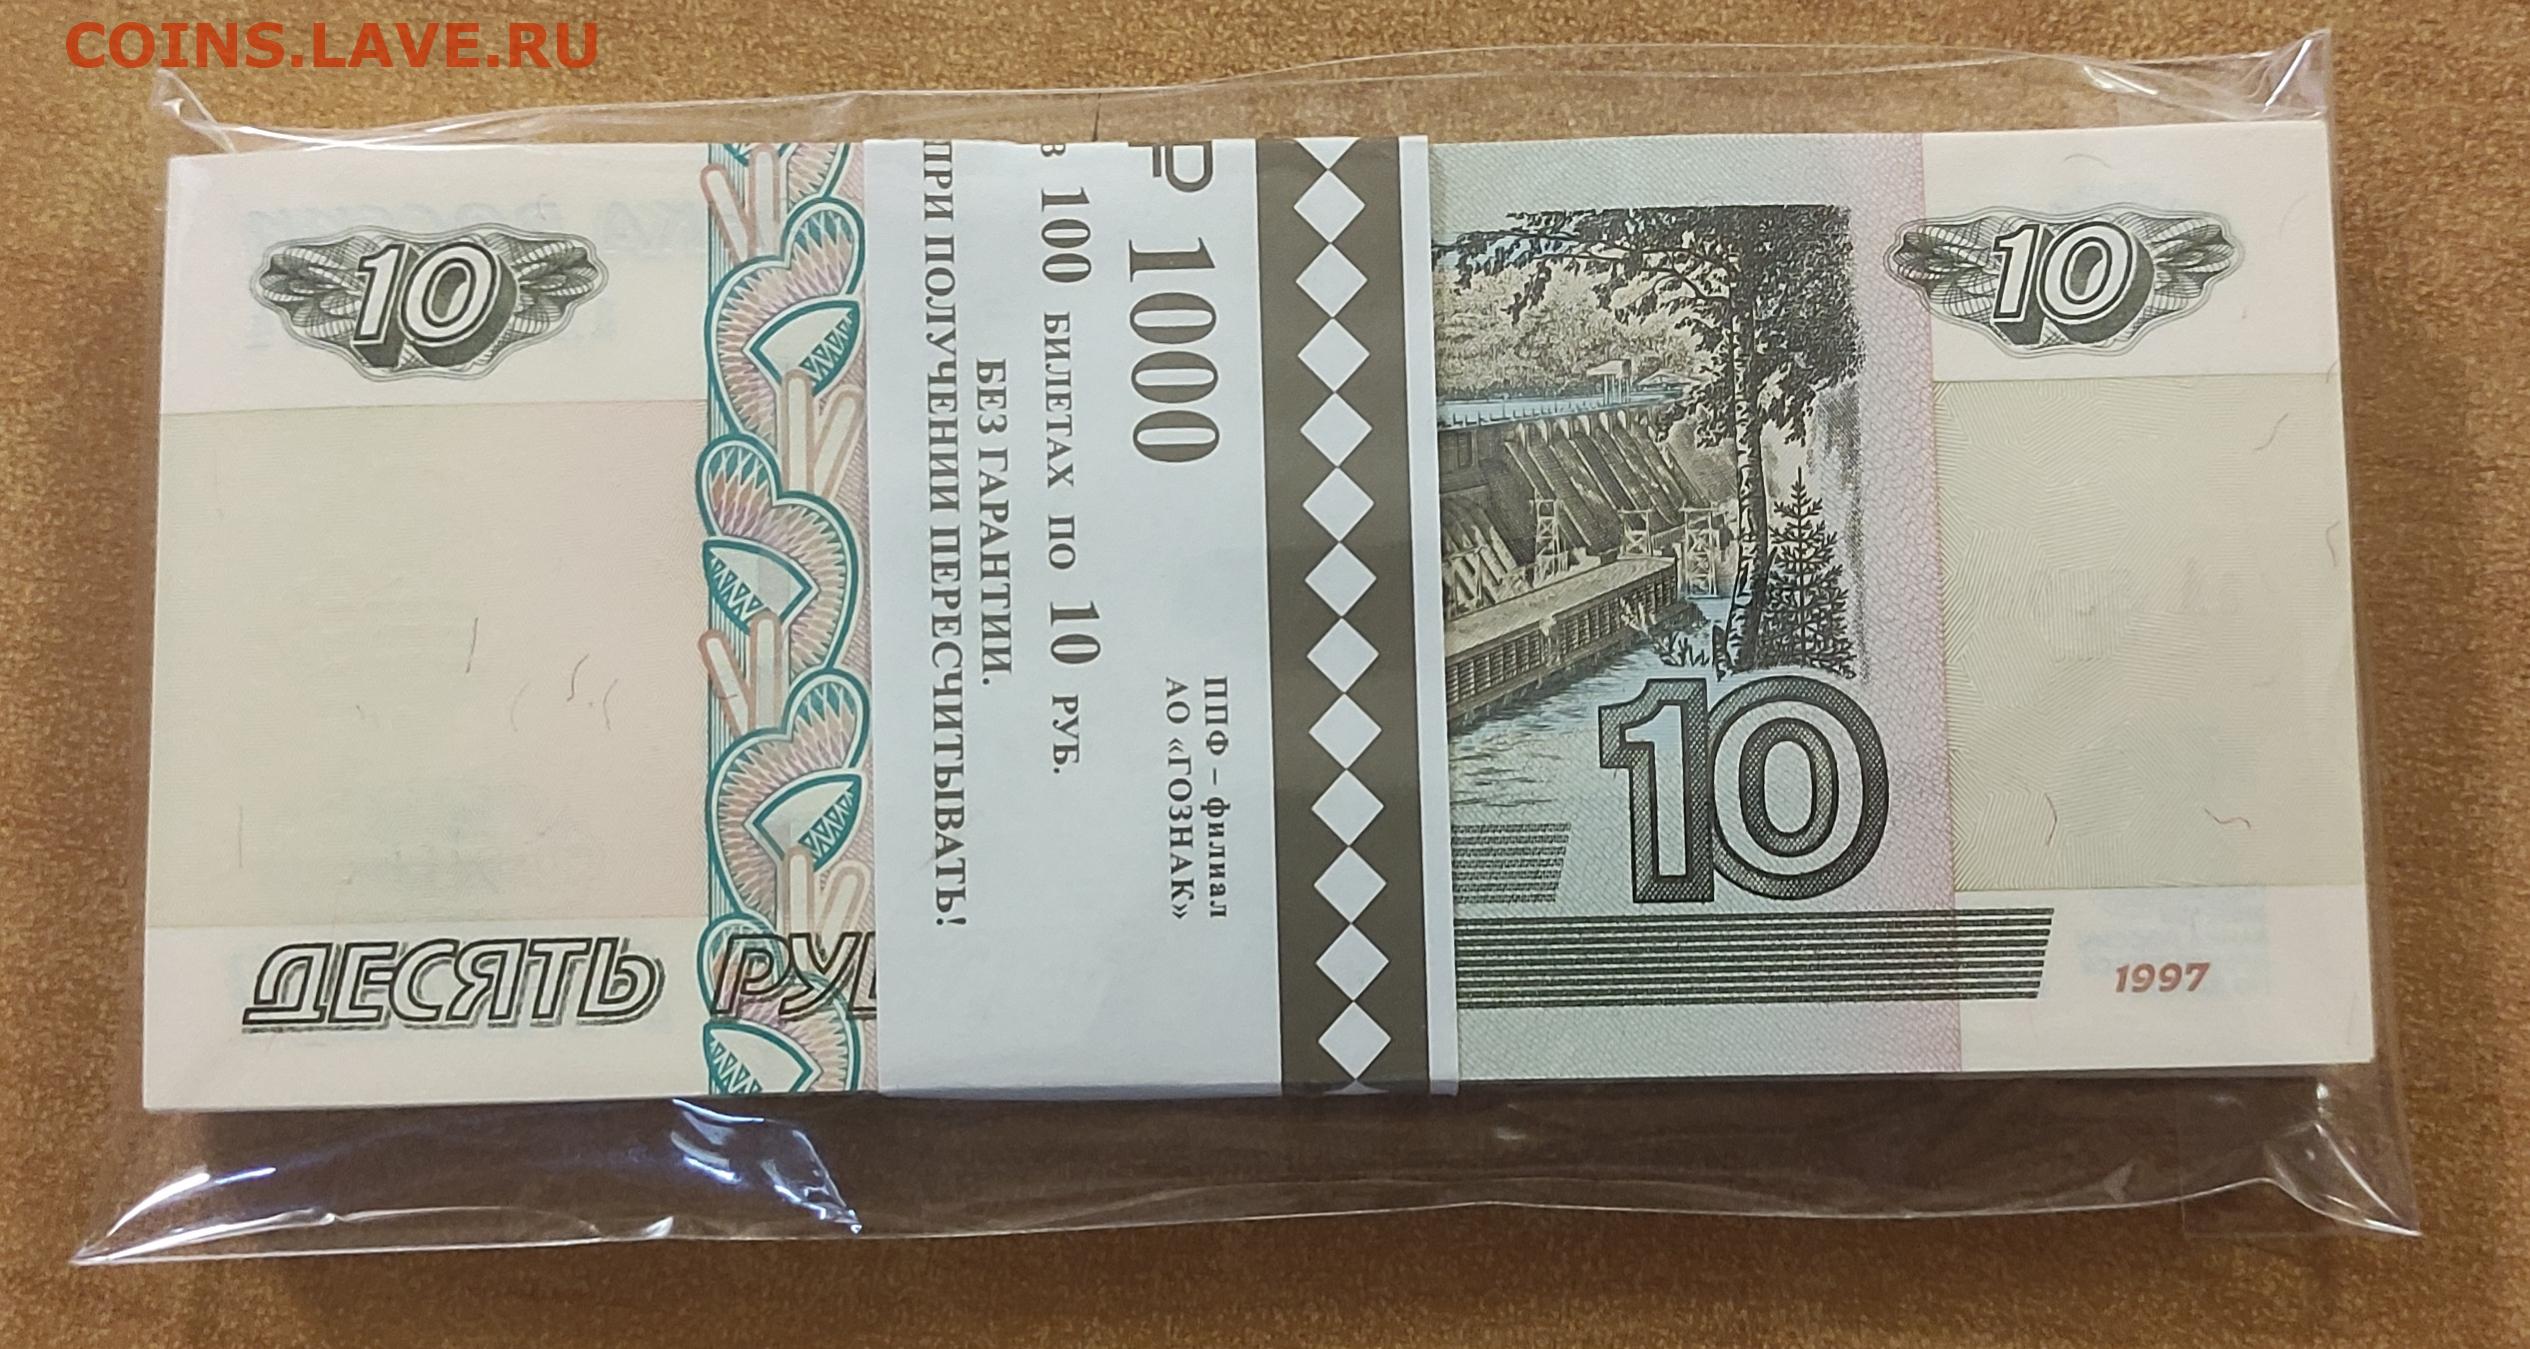 COINS.LAVE.RU
10
ДЕСЯТЬ РУБ
₽ 1000
В 100 БИЛЕТАХ ПО 10 РУБ.
БЕЗ ГАРАНТИИ.
ПРИ ПОЛУЧЕНИИ ПЕРЕСЧИТЫВАТЬ!
ППФ – филиал
АО «ГОЗНАК»
10
10
1997